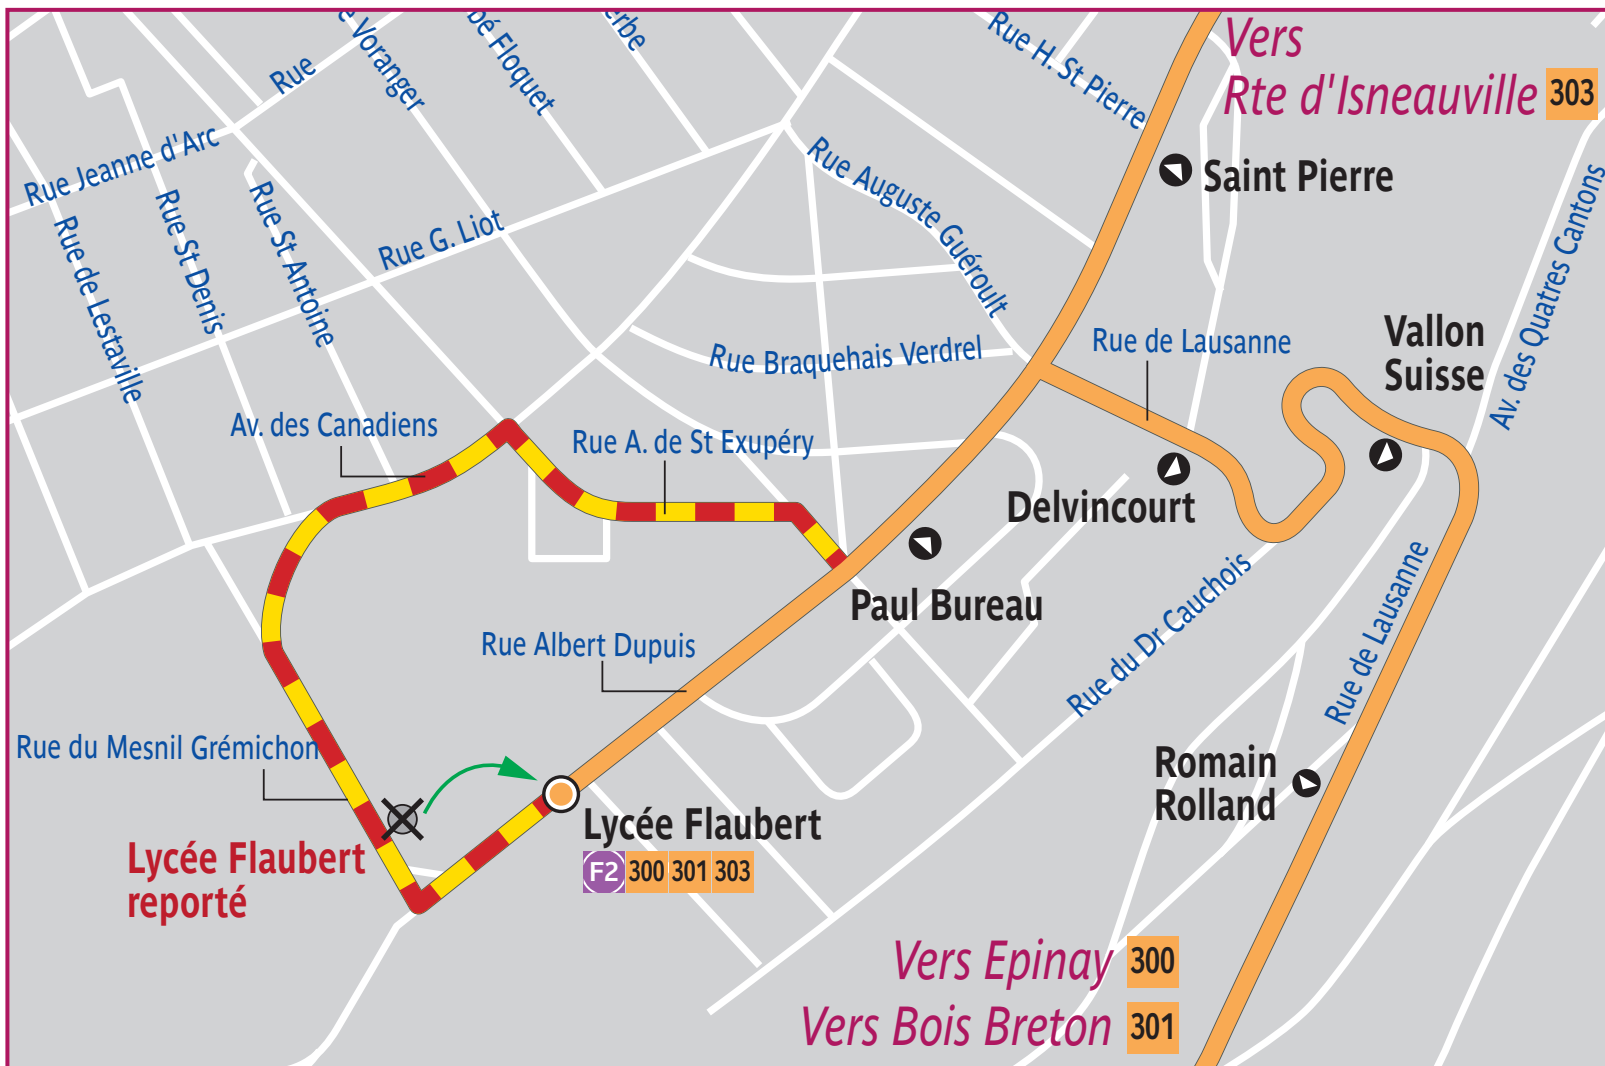 Vers
Rte d'Isneauville 303
Rue
Voranger
Floquet
Rue H. St Pierre
Saint Pierre
Rue Jeanne d'Arc
Rue Auguste Guéroult
Av. des Quatres Cantons
Rue de Lestaville
Rue St Denis
Rue St Antoine
Rue G. Liot
Vallon
Suisse
Rue de Lausanne
Rue Braquehais Verdrel
Av. des Canadiens
Rue A. de St Exupéry
Delvincourt
Paul Bureau
Rue du Dr Cauchois
Rue de Lausanne
Rue Albert Dupuis
Rue du Mesnil Grémichon
Romain
Rolland
Lycée Flaubert
F2 300 301 303
Lycée Flaubert
reporté
Vers Epinay 300
Vers Bois Breton 301